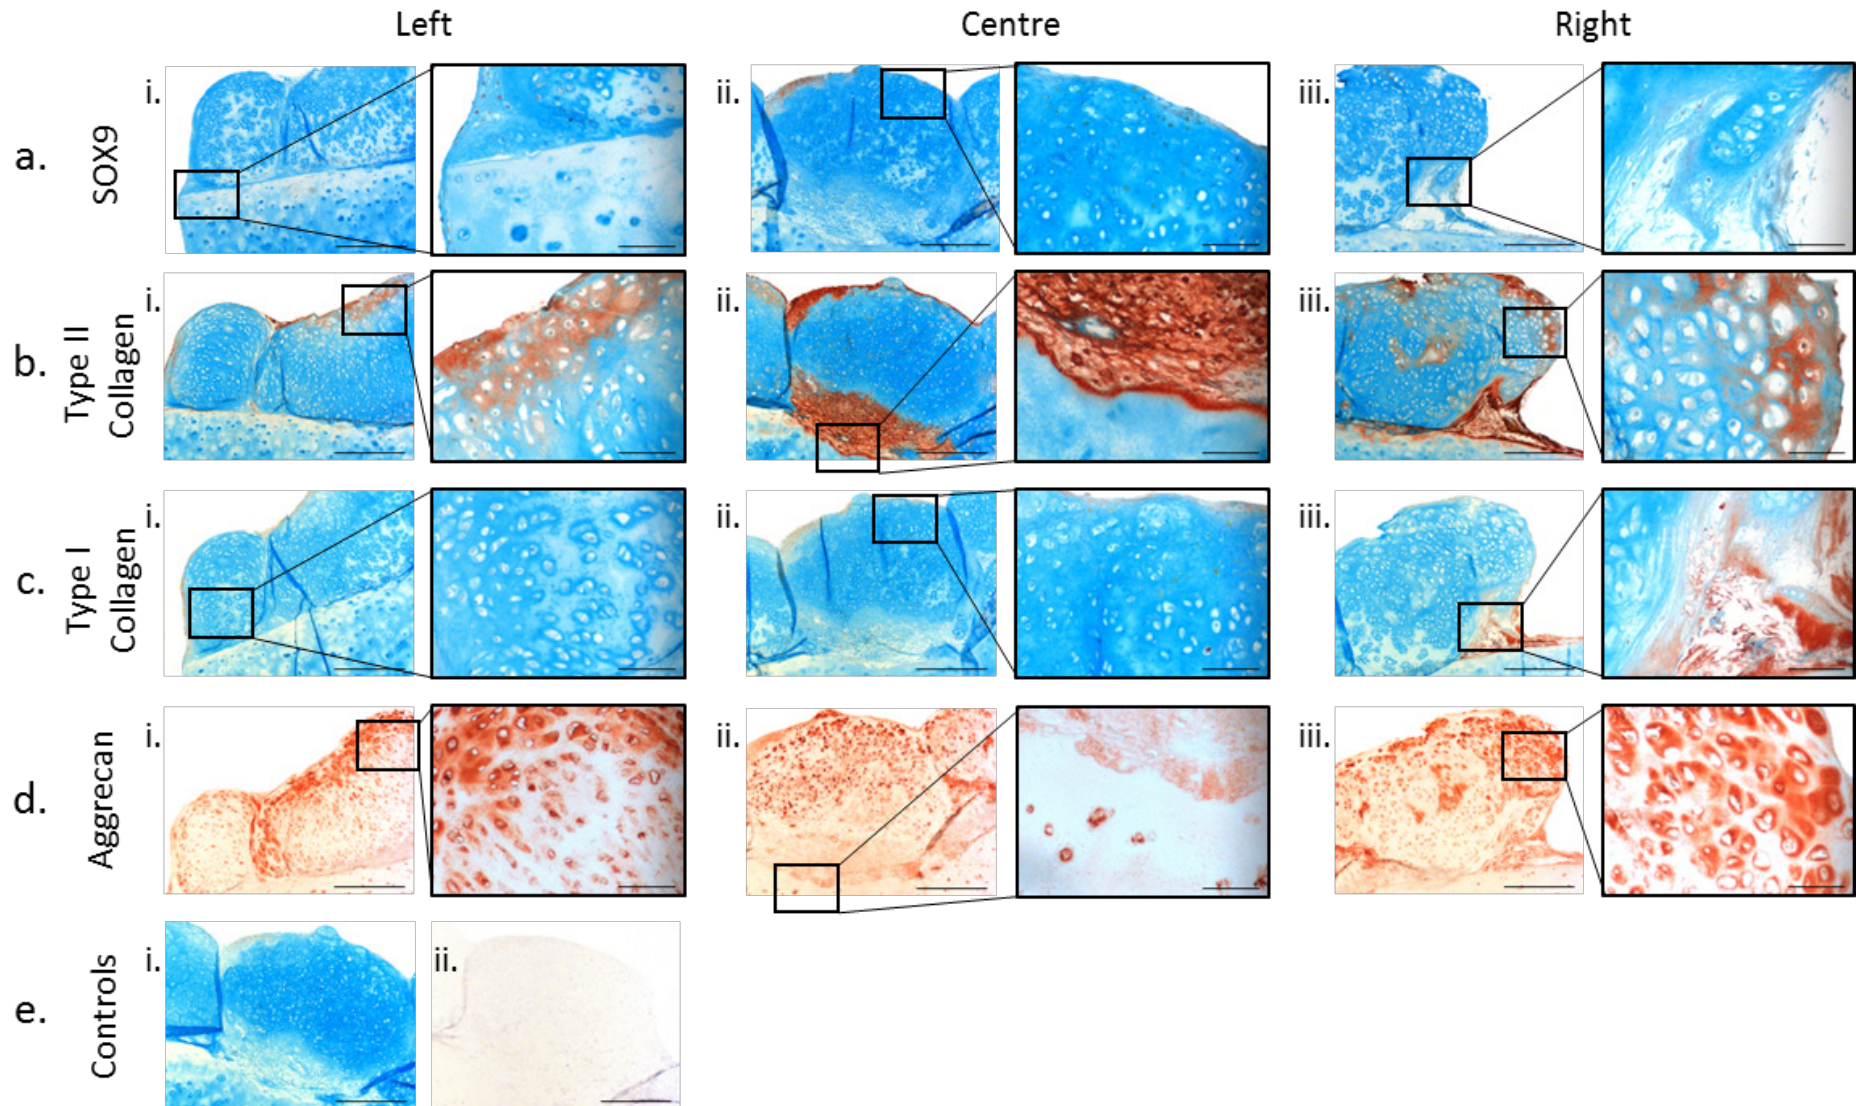 Left Centre Right
a. SOX9 i. ii. iii.
b. Type II
Collagen i. ii. iii.
c. Type I
Collagen i. ii. iii.
d. Aggrecan i. ii. iii.
e. Controls i. ii.